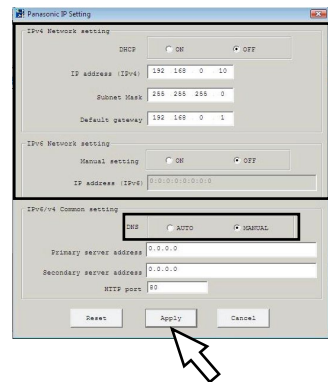 Panasonic IP Setting
IPv4 Network setting
DHCP ON OFF
IP address (IPv4) 192 168 0 10
Subnet Mask 255 255 255 0
Default gateway 192 168 0 1
IPv6 Network setting
Manual setting ON OFF
IP address (IPv6) 0:0:0:0:0:0:0:0
IPv6/v4 Common setting
DNS AUTO MANUAL
Primary server address 0.0.0.0
Secondary server address 0.0.0.0
HTTP port 80
Reset Apply Cancel